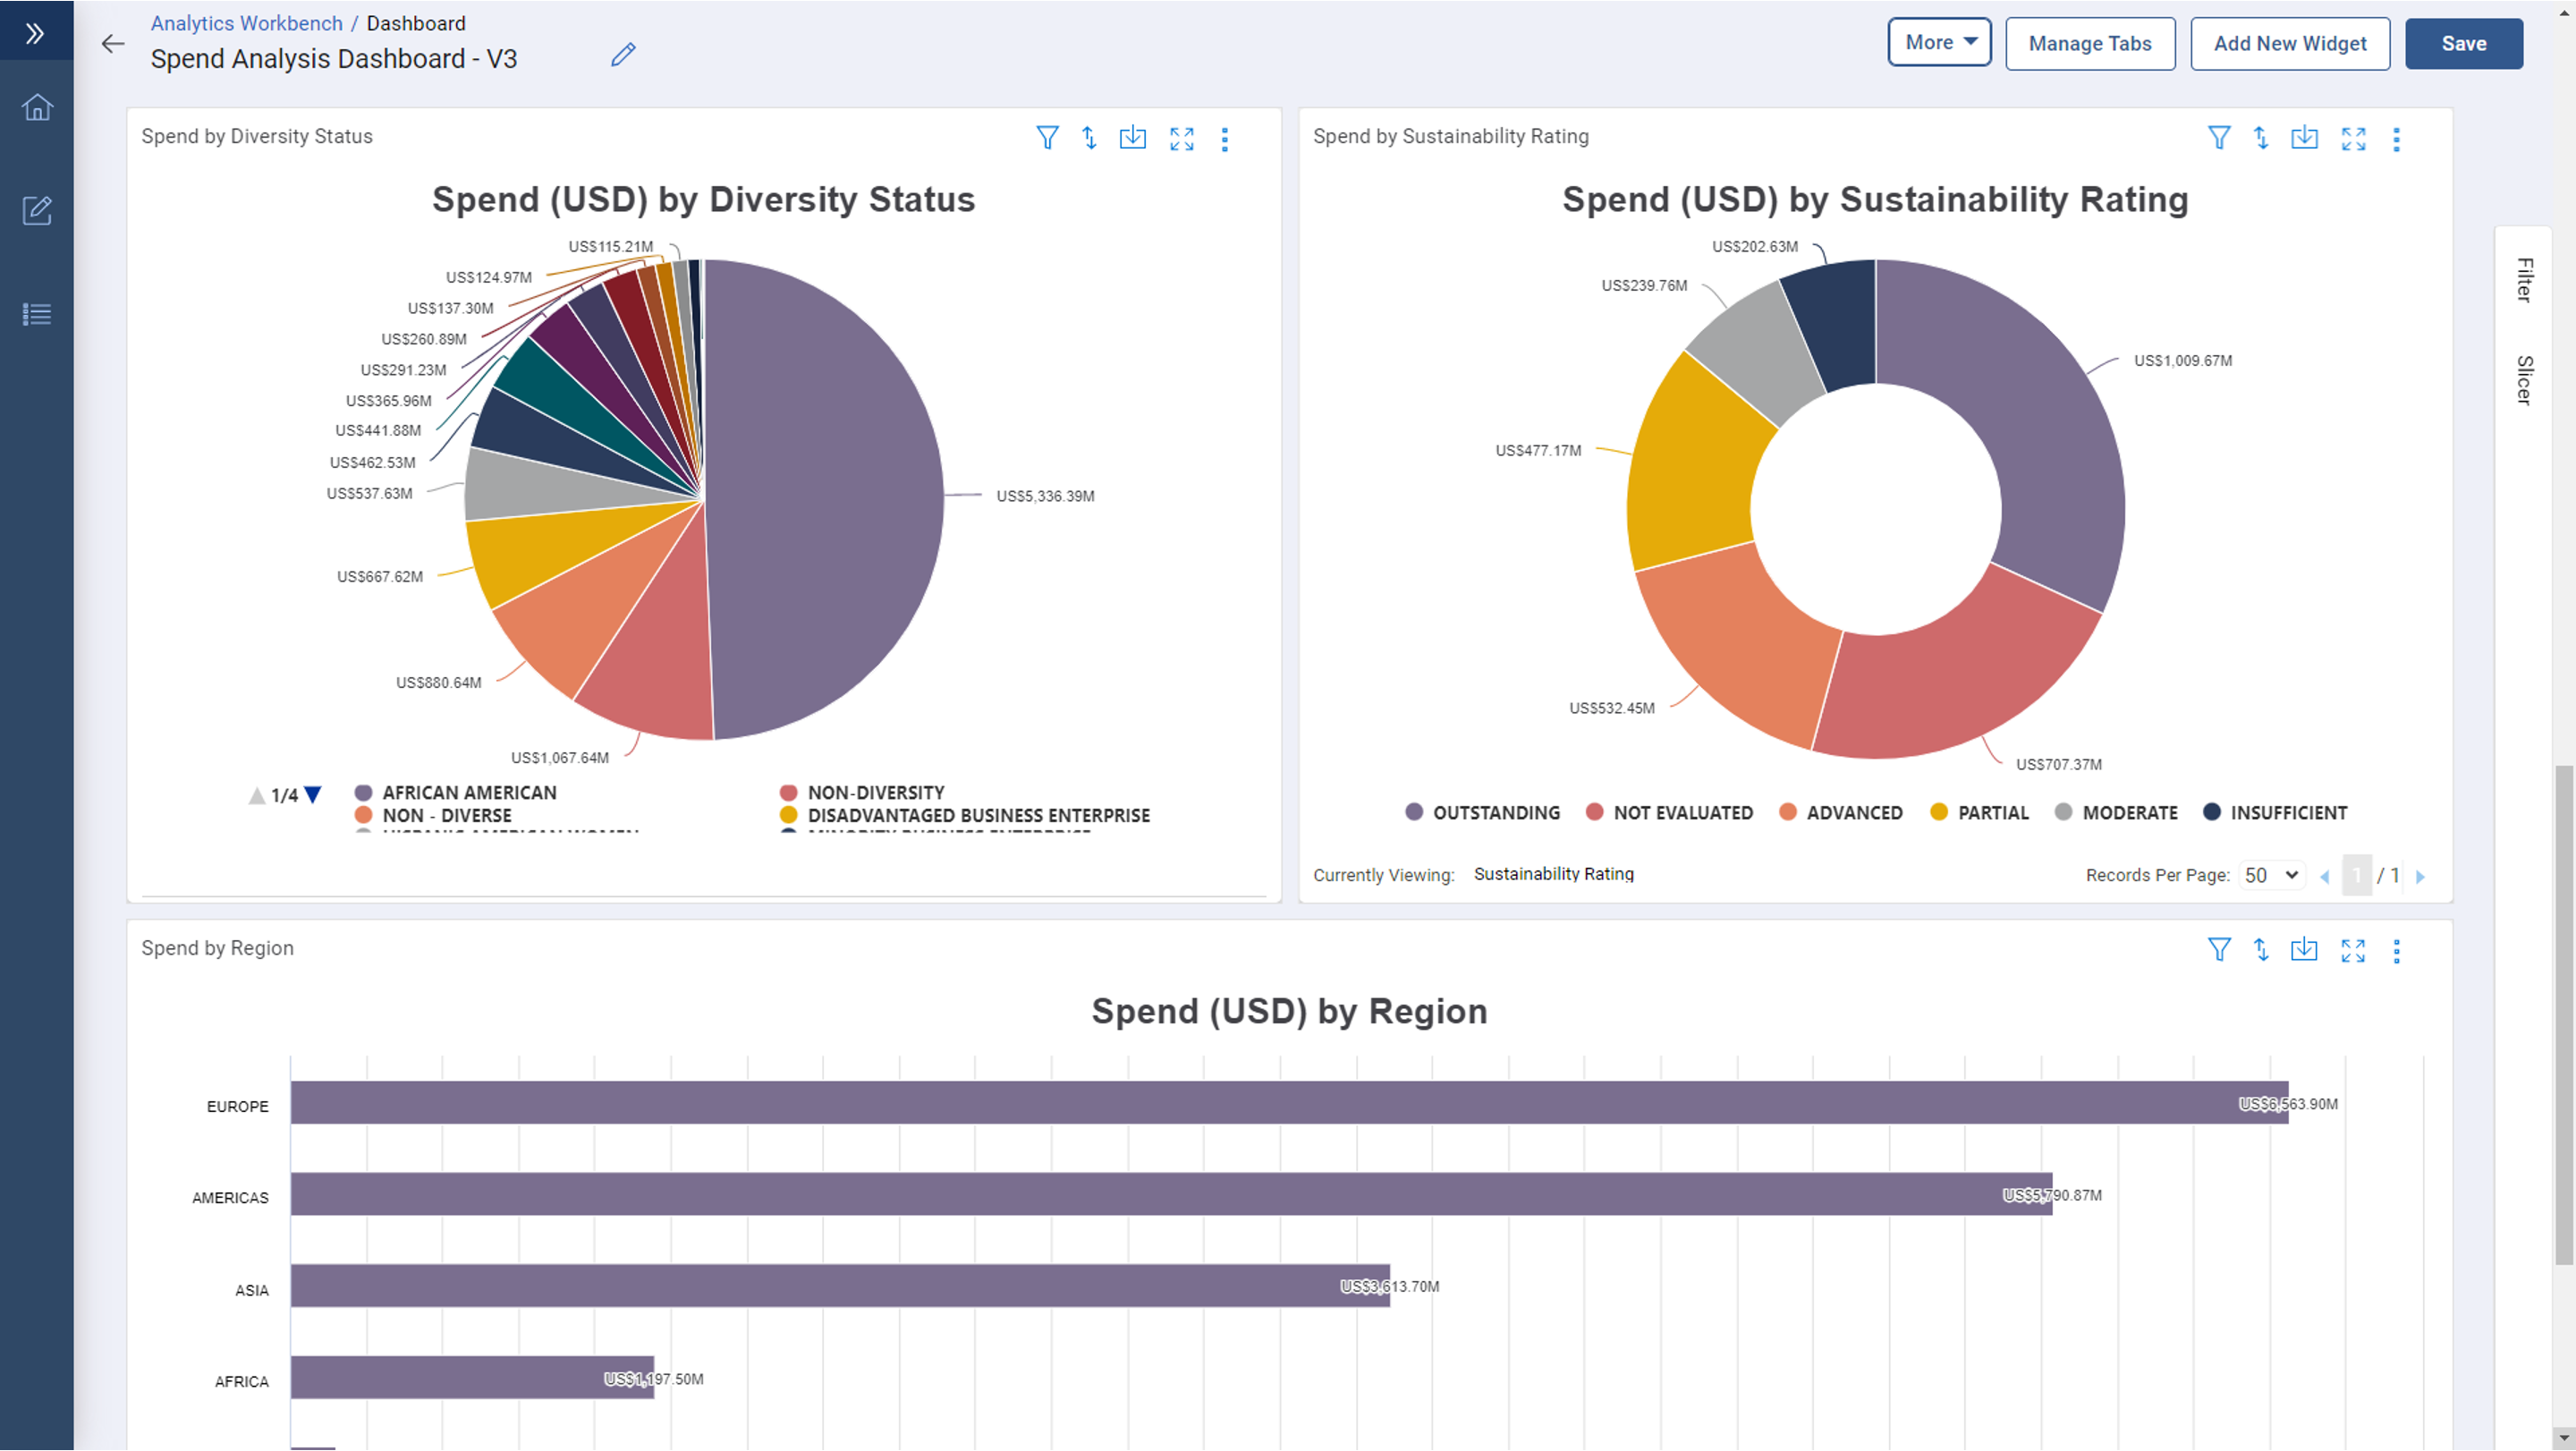 Analytics Workbench / Dashboard
Spend Analysis Dashboard - V3
More
Manage Tabs
Add New Widget
Save
Spend by Diversity Status
Spend (USD) by Diversity Status
US$115.21M
US$124.97M
US$137.30M
US$260.89M
US$291.23M
US$365.96M
US$441.88M
US$462.53M
US$537.63M
US$667.62M
US$880.64M
US$1,067.64M
US$5,336.39M
1/4
AFRICAN AMERICAN
NON-DIVERSITY
NON - DIVERSE
DISADVANTAGED BUSINESS ENTERPRISE
HISPANIC AMERICAN WOMEN
MINORITY BUSINESS ENTERPRISE
Spend by Sustainability Rating
Spend (USD) by Sustainability Rating
US$202.63M
US$239.76M
US$1,009.67M
US$477.17M
US$532.45M
US$707.37M
OUTSTANDING
NOT EVALUATED
ADVANCED
PARTIAL
MODERATE
INSUFFICIENT
Currently Viewing: Sustainability Rating
Records Per Page: 50
1 / 1
Filter
Slicer
Spend by Region
Spend (USD) by Region
EUROPE
US$6,563.90M
AMERICAS
US$5,790.87M
ASIA
US$3,613.70M
AFRICA
US$1,197.50M